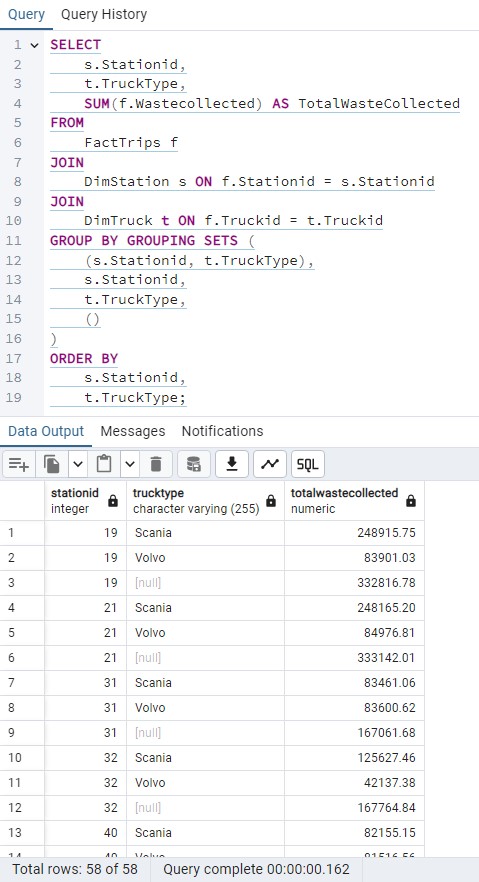 Query Query History
1 SELECT
2 s.Stationid,
3 t.TruckType,
4 SUM(f.Wastecollected) AS TotalWasteCollected
5 FROM
6 FactTrips f
7 JOIN
8 DimStation s ON f.Stationid = s.Stationid
9 JOIN
10 DimTruck t ON f.Truckid = t.Truckid
11 GROUP BY GROUPING SETS (
12 (s.Stationid, t.TruckType),
13 s.Stationid,
14 t.TruckType,
15 ()
16 )
17 ORDER BY
18 s.Stationid,
19 t.TruckType;
Data Output Messages Notifications
SQL
stationid trucktype totalwastecollected
integer character varying (255) numeric
1 19 Scania 248915.75
2 19 Volvo 83901.03
3 19 [null] 332816.78
4 21 Scania 248165.20
5 21 Volvo 84976.81
6 21 [null] 333142.01
7 31 Scania 83461.06
8 31 Volvo 83600.62
9 31 [null] 167061.68
10 32 Scania 125627.46
11 32 Volvo 42137.38
12 32 [null] 167764.84
13 40 Scania 82155.15
14 40 Volvo 81516.56
Total rows: 58 of 58 Query complete 00:00:00.162